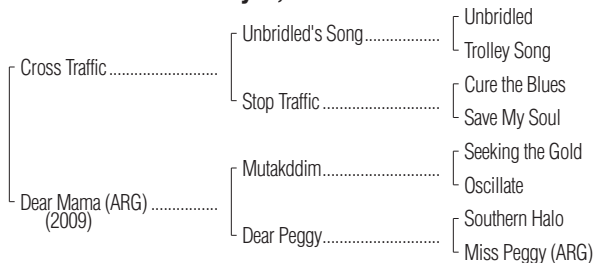 Unbridled
Unbridled's Song
Trolley Song
Cross Traffic
Cure the Blues
Stop Traffic
Save My Soul
Seeking the Gold
Mutakddim
Oscillate
Dear Mama (ARG)
(2009)
Southern Halo
Dear Peggy
Miss Peggy (ARG)